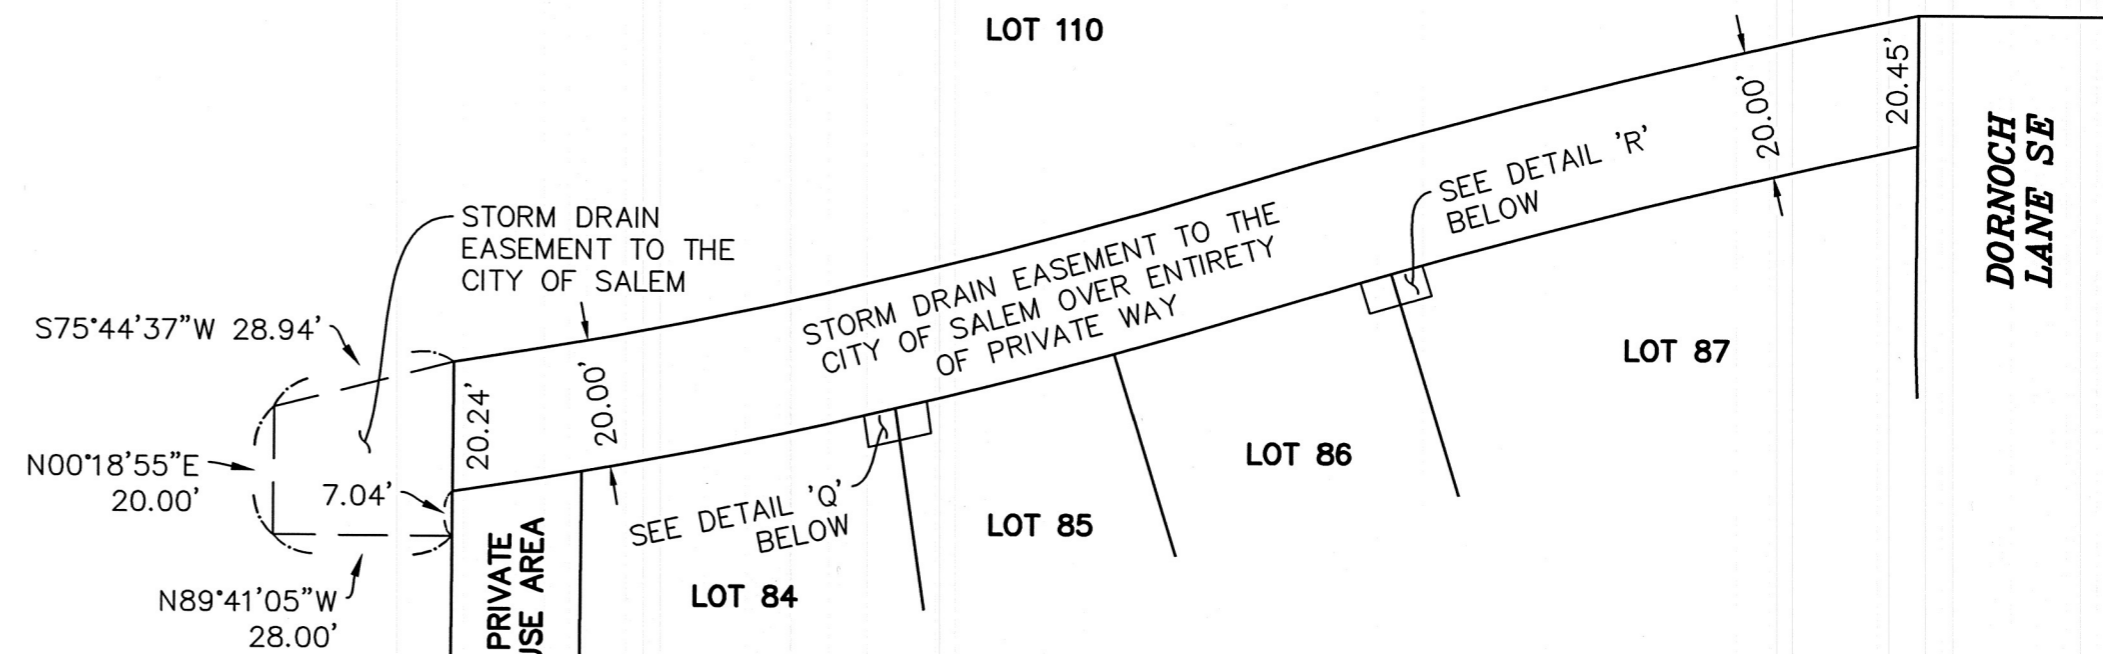 LOT 110
STORM DRAIN
EASEMENT TO THE
CITY OF SALEM
S75°44'37"W 28.94'
N00°18'55"E
20.00'
7.04'
N89°41'05"W
28.00'
20.24'
20.00'
PRIVATE
USE AREA
STORM DRAIN EASEMENT TO THE
CITY OF SALEM OVER ENTIRETY
OF PRIVATE WAY
SEE DETAIL 'Q'
BELOW
LOT 84
LOT 85
LOT 86
SEE DETAIL 'R'
BELOW
LOT 87
20.00'
20.45'
DORNOCH
LANE SE